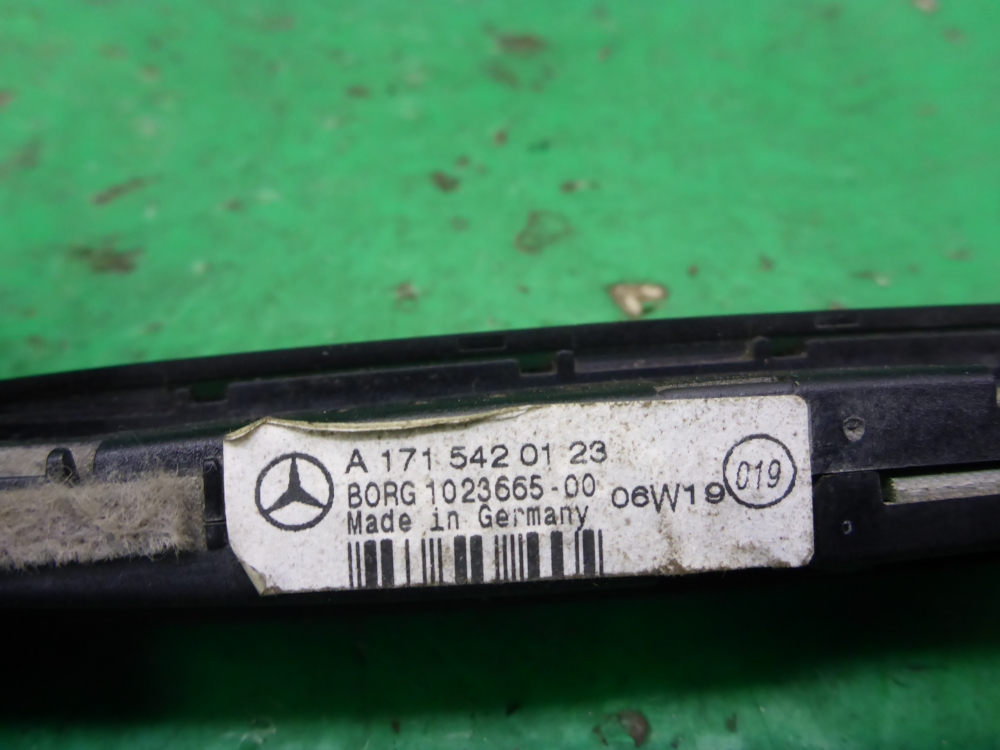 A 171 542 01 23
BORG 1023665-00 06W19 019
Made in Germany